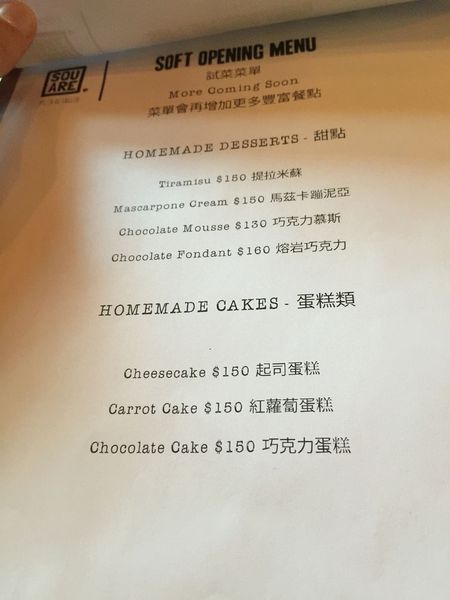 SQU
ARE
SOFT OPENING MENU
試菜菜單
More Coming Soon
菜單會再增加更多豐富餐點
HOMEMADE DESSERTS - 甜點
Tiramisu $150 提拉米蘇
Mascarpone Cream $150 馬茲卡蹦泥亞
Chocolate Mousse $130 巧克力慕斯
Chocolate Fondant $160 熔岩巧克力
HOMEMADE CAKES - 蛋糕類
Cheesecake $150 起司蛋糕
Carrot Cake $150 紅蘿蔔蛋糕
Chocolate Cake $150 巧克力蛋糕